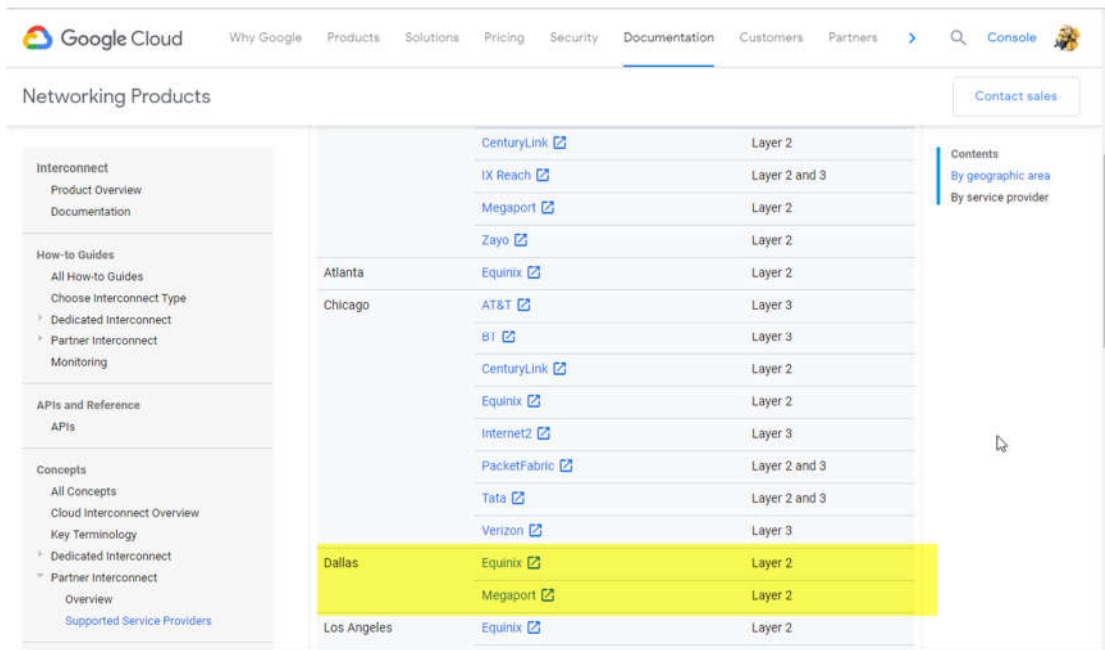 Google Cloud
Why Google Products Solutions Pricing Security Documentation Customers Partners Console
Networking Products
Contact sales
Interconnect
Product Overview
Documentation
How-to Guides
All How-to Guides
Choose Interconnect Type
Dedicated Interconnect
Partner Interconnect
Monitoring
APIs and Reference
APIs
Concepts
All Concepts
Cloud Interconnect Overview
Key Terminology
Dedicated Interconnect
Partner Interconnect
Overview
Supported Service Providers
CenturyLink Layer 2
IX Reach Layer 2 and 3
Megaport Layer 2
Zayo Layer 2
Atlanta Equinix Layer 2
Chicago AT&T Layer 3
BT Layer 3
CenturyLink Layer 2
Equinix Layer 2
Internet2 Layer 3
PacketFabric Layer 2 and 3
Tata Layer 2 and 3
Verizon Layer 3
Dallas Equinix Layer 2
Megaport Layer 2
Los Angeles Equinix Layer 2
Contents
By geographic area
By service provider